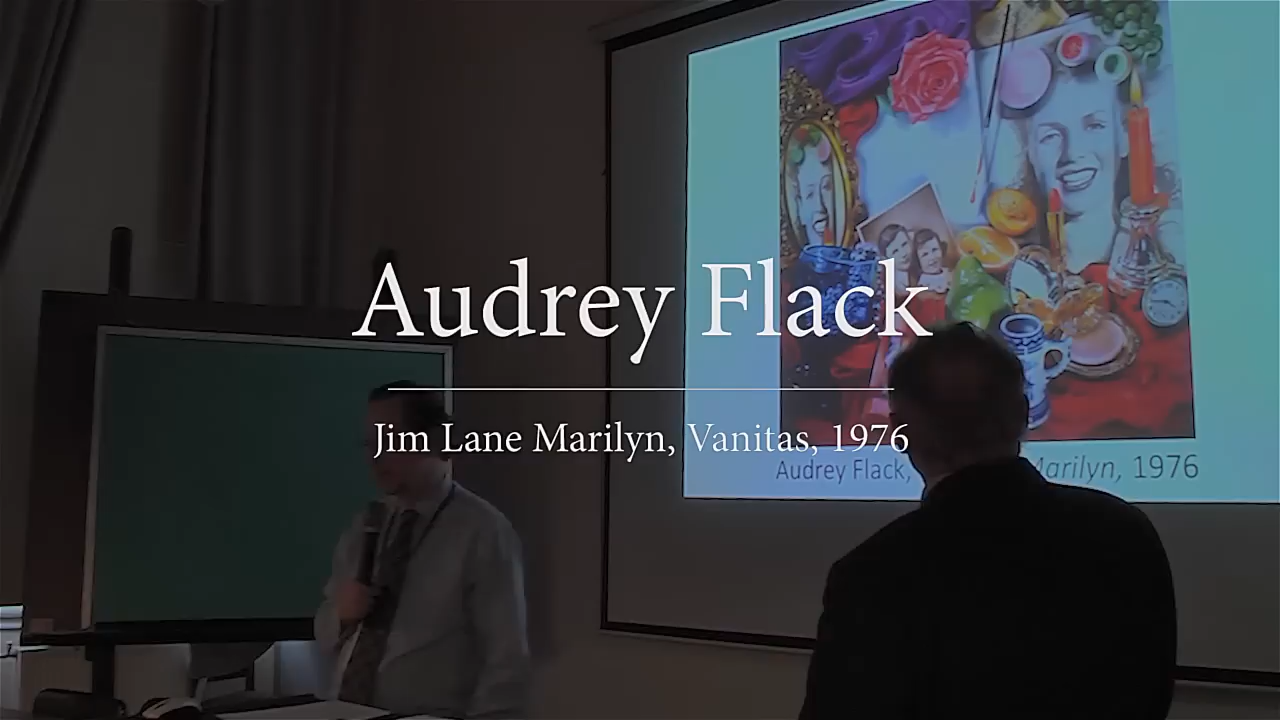 Audrey Flack
Jim Lane Marilyn, Vanitas, 1976
Audrey Flack, Marilyn, 1976